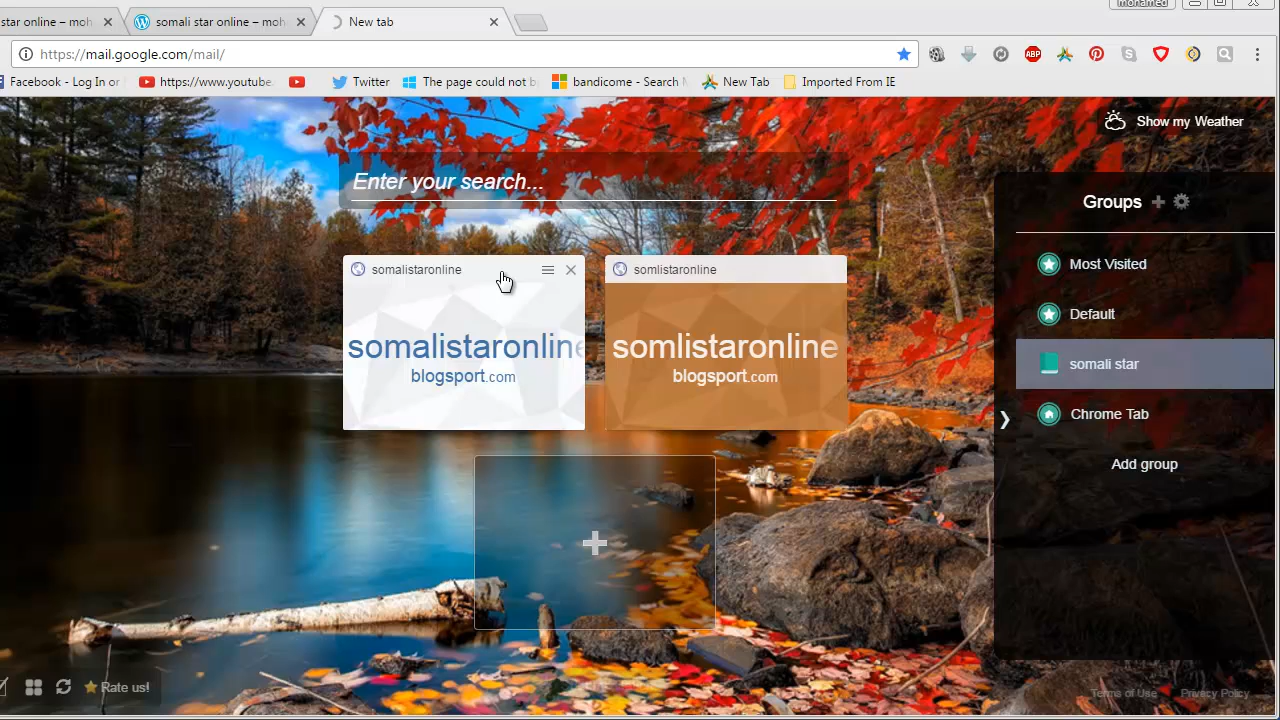 mohamed
star online – moh
somali star online – moh
New tab
https://mail.google.com/mail/
ABP
Facebook - Log In or
https://www.youtube.
Twitter
The page could not b
bandicome - Search M
New Tab
Imported From IE
Show my Weather
Enter your search...
Groups
somalistaronline
somlistaronline
Most Visited
Default
somalistaronline
blogsport.com
somlistaronline
blogsport.com
somali star
Chrome Tab
Add group
Rate us!
Terms of Use
Privacy Policy